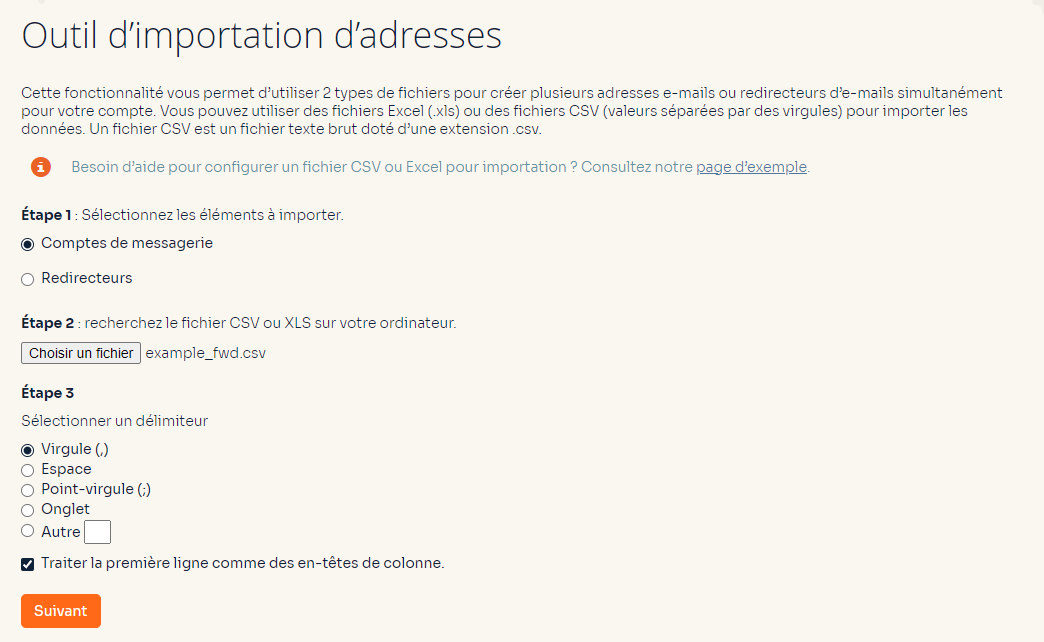 Outil d’importation d’adresses
Cette fonctionnalité vous permet d’utiliser 2 types de fichiers pour créer plusieurs adresses e-mails ou redirecteurs d’e-mails simultanément
pour votre compte. Vous pouvez utiliser des fichiers Excel (.xls) ou des fichiers CSV (valeurs séparées par des virgules) pour importer les
données. Un fichier CSV est un fichier texte brut doté d’une extension .csv.
Besoin d’aide pour configurer un fichier CSV ou Excel pour importation ? Consultez notre page d’exemple.
Étape 1 : Sélectionnez les éléments à importer.
Comptes de messagerie
Redirecteurs
Étape 2 : recherchez le fichier CSV ou XLS sur votre ordinateur.
Choisir un fichier example_fwd.csv
Étape 3
Sélectionner un délimiteur
Virgule (,)
Espace
Point-virgule (;)
Onglet
Autre
Traiter la première ligne comme des en-têtes de colonne.
Suivant